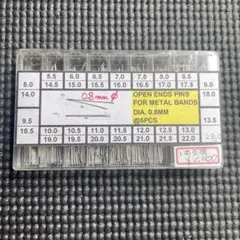 5.5 6.0 6.5 7.0 7.5 8.0 8.5
5.0 14.5 15.0 15.5 16.0 16.5 17.0 17.5 9.0
14.0 0.8mm φ OPEN ENDS PINS 18.0
FOR METAL BANDS
DIA. 0.8MM
9.5 @5PCS
18.5 10.0 10.5 11.0 11.5 12.0 12.5 13.0
19.0 19.5 20.0 20.5 21.0 21.5 22.0